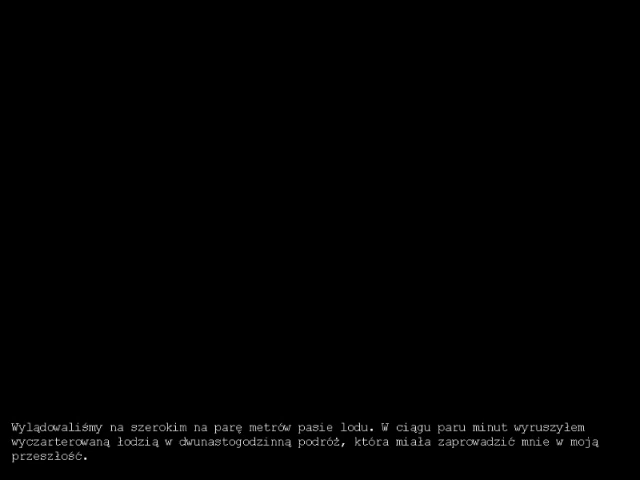 Wylądowaliśmy na szerokim na parę metrów pasie lodu. W ciągu paru minut wyruszyłem
wyczarterowaną łodzią w dwunastogodzinną podróż, która miała zaprowadzić mnie w moją
przeszłość.